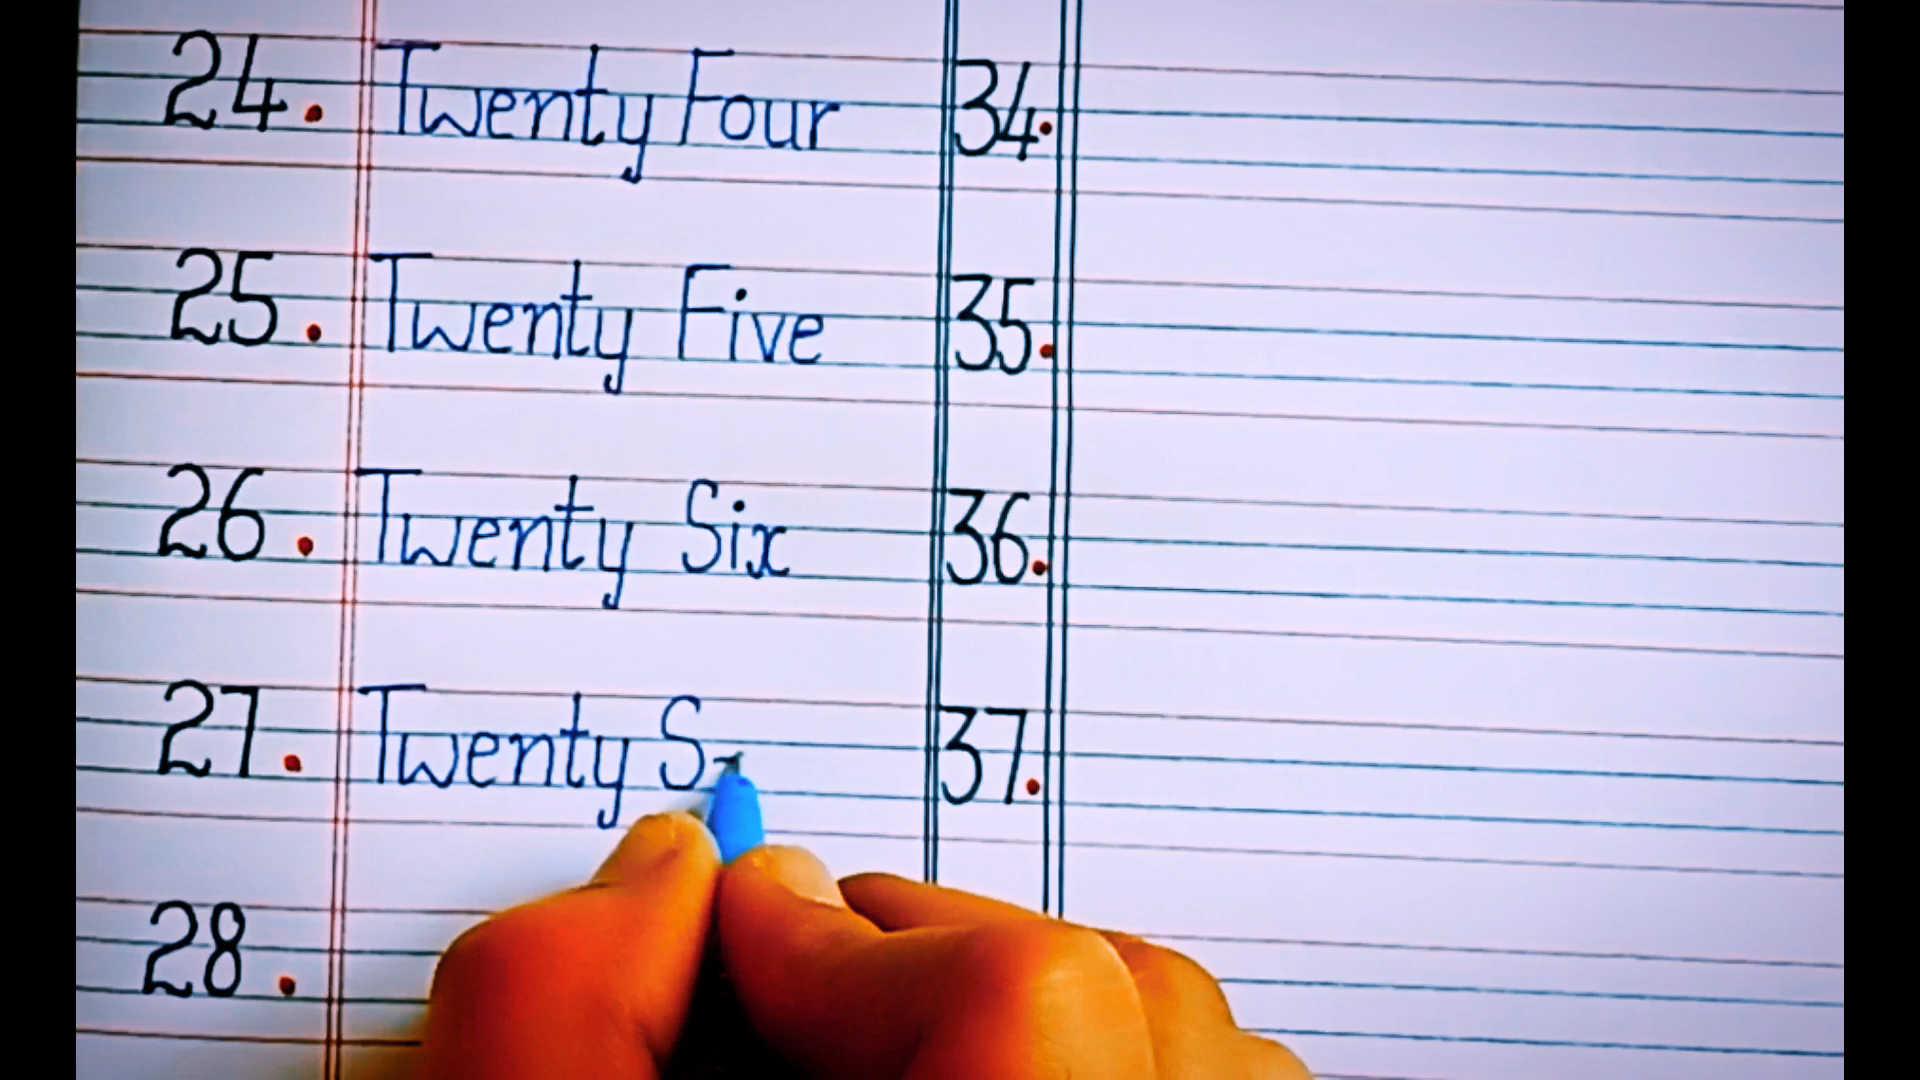 24. Twenty Four 34.
25. Twenty Five 35.
26. Twenty Six 36.
27. Twenty S 37.
28.